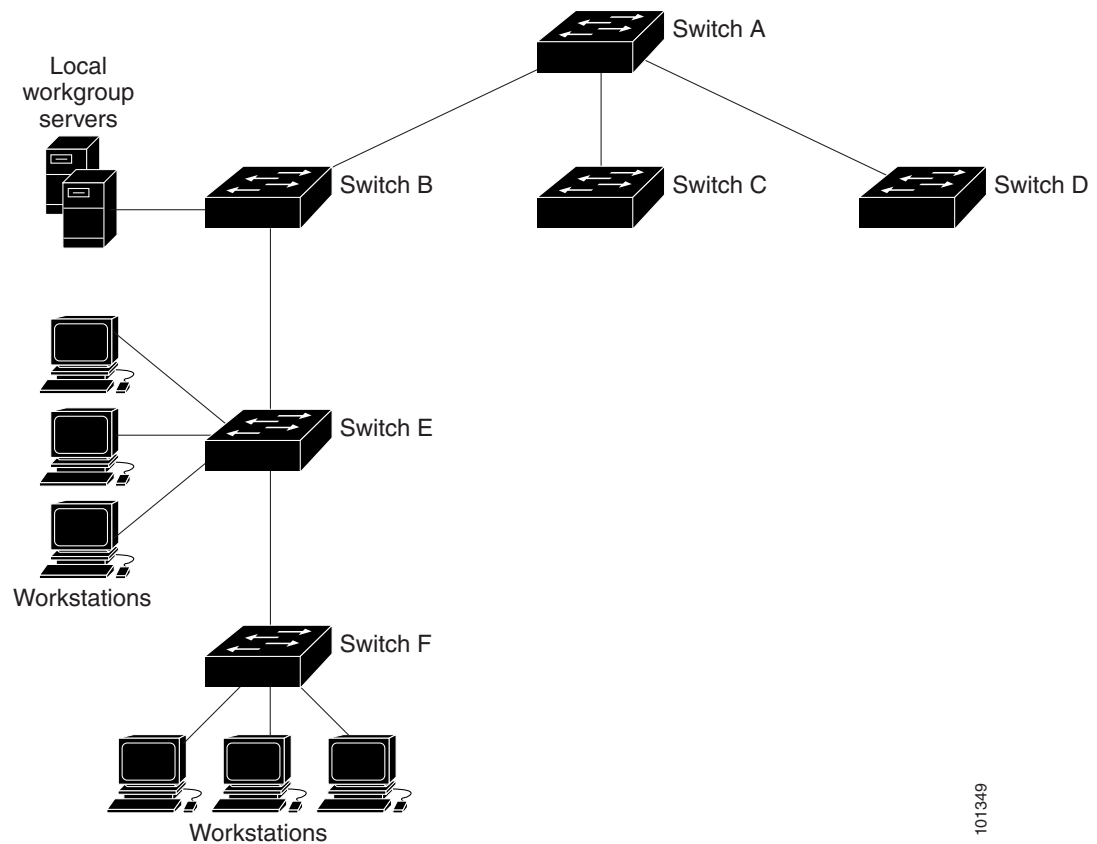 Switch A
Local
workgroup
servers
Switch B
Switch C
Switch D
Switch E
Workstations
Switch F
Workstations
101349